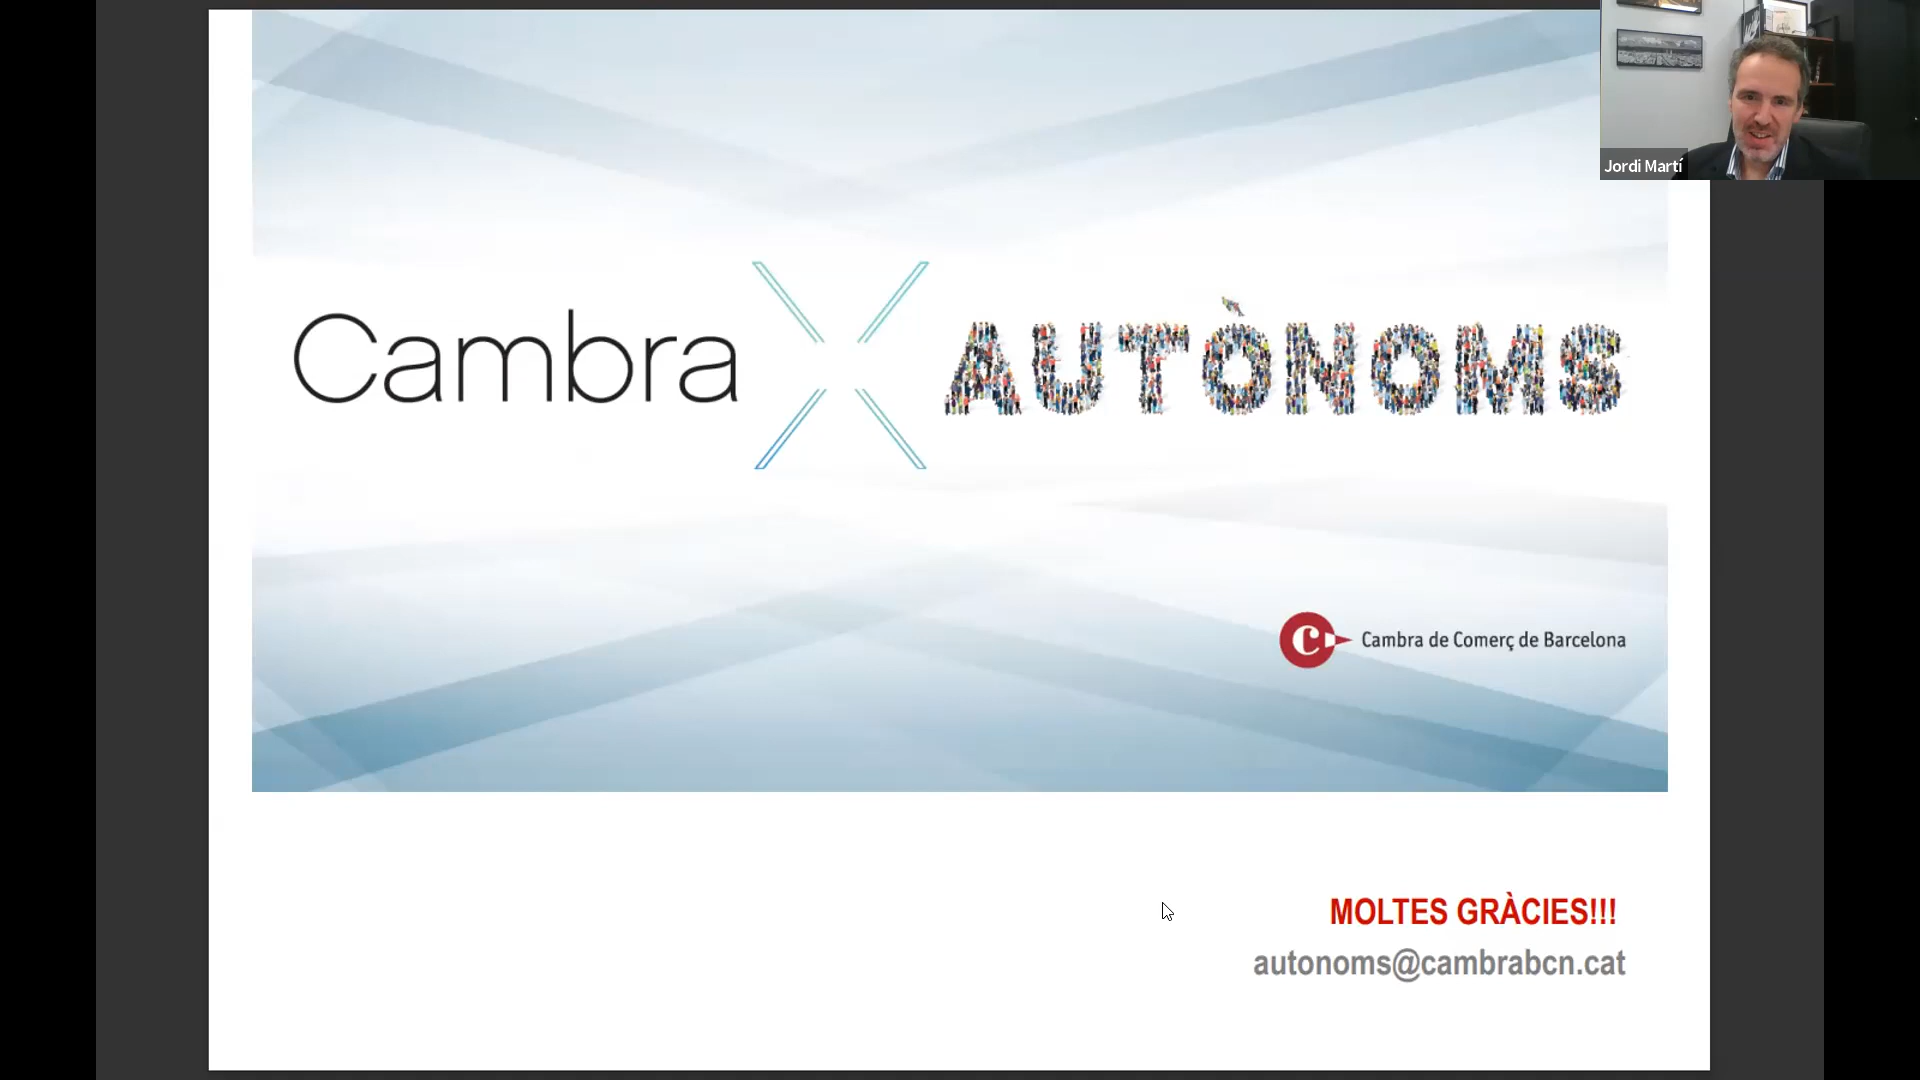 Jordi Martí
Cambra X AUTÒNOMS
c Cambra de Comerç de Barcelona
MOLTES GRÀCIES!!!
autonoms@cambrabcn.cat